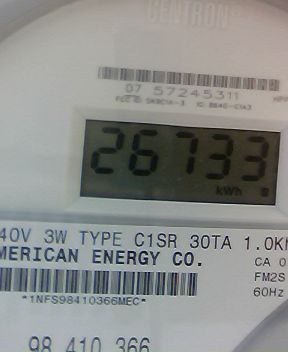 CENTRON
07 57245311
26733
kWh
40V 3W TYPE C1SR 30TA 1.0K
MERICAN ENERGY CO.
CA 0
FM2S
*1NFS98410366MEC*
60Hz
98 410 366